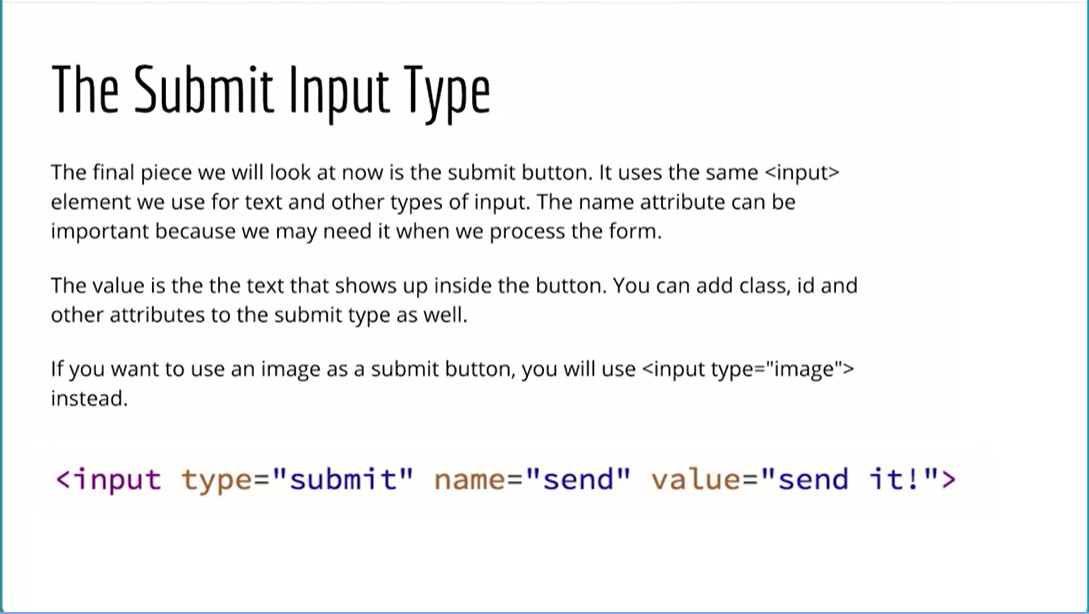 The Submit Input Type
The final piece we will look at now is the submit button. It uses the same <input>
element we use for text and other types of input. The name attribute can be
important because we may need it when we process the form.
The value is the the text that shows up inside the button. You can add class, id and
other attributes to the submit type as well.
If you want to use an image as a submit button, you will use <input type="image">
instead.
<input type="submit" name="send" value="send it!">